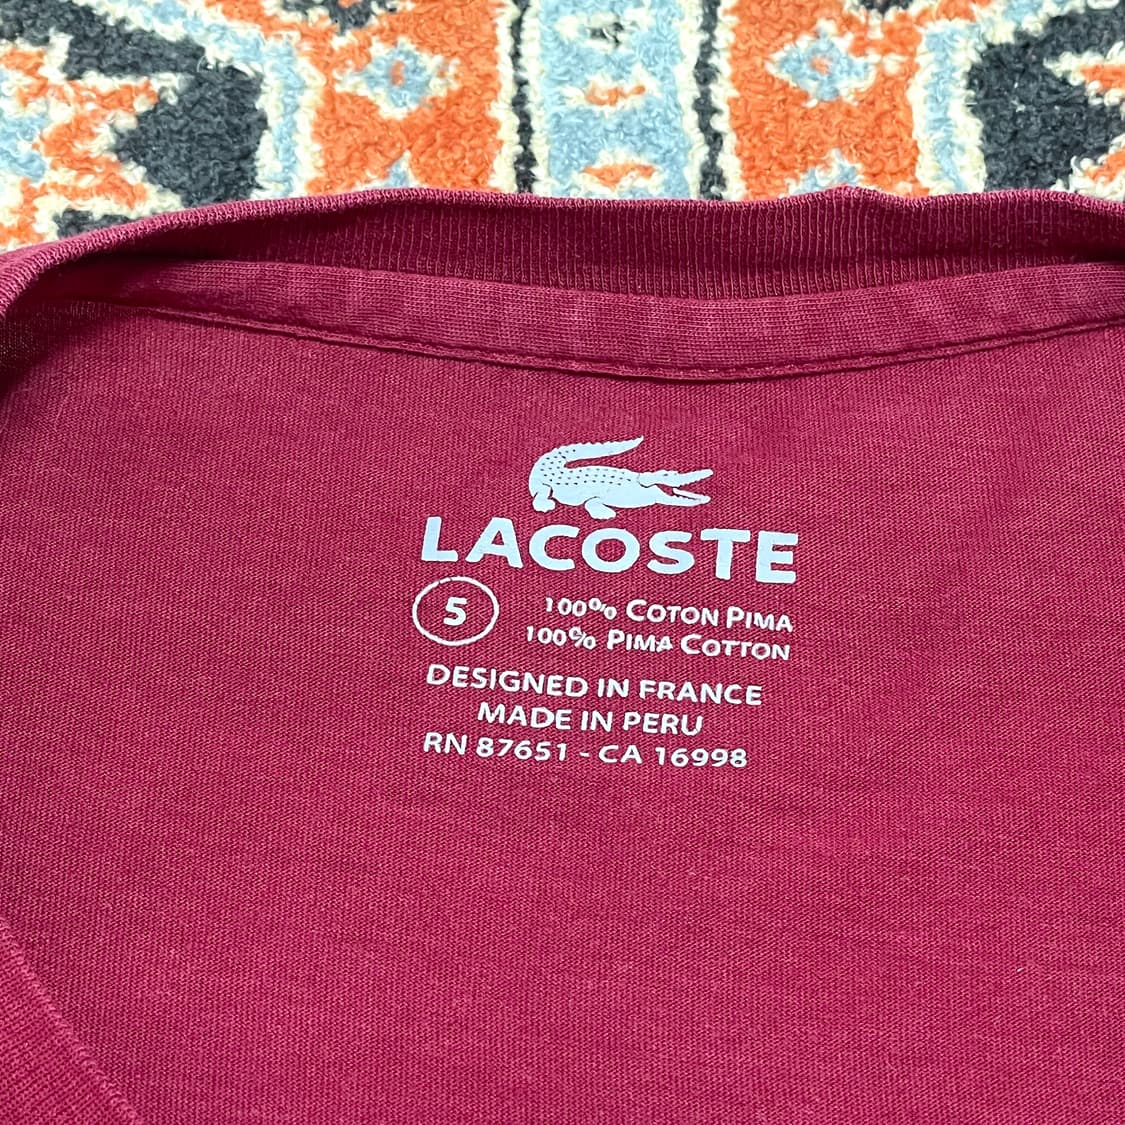 LACOSTE
5
100% COTON PIMA
100% PIMA COTTON
DESIGNED IN FRANCE
MADE IN PERU
RN 87651 - CA 16998